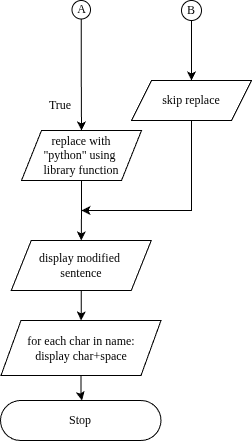 A
B
True
skip replace
replace with
"python" using
library function
display modified
sentence
for each char in name:
display char+space
Stop